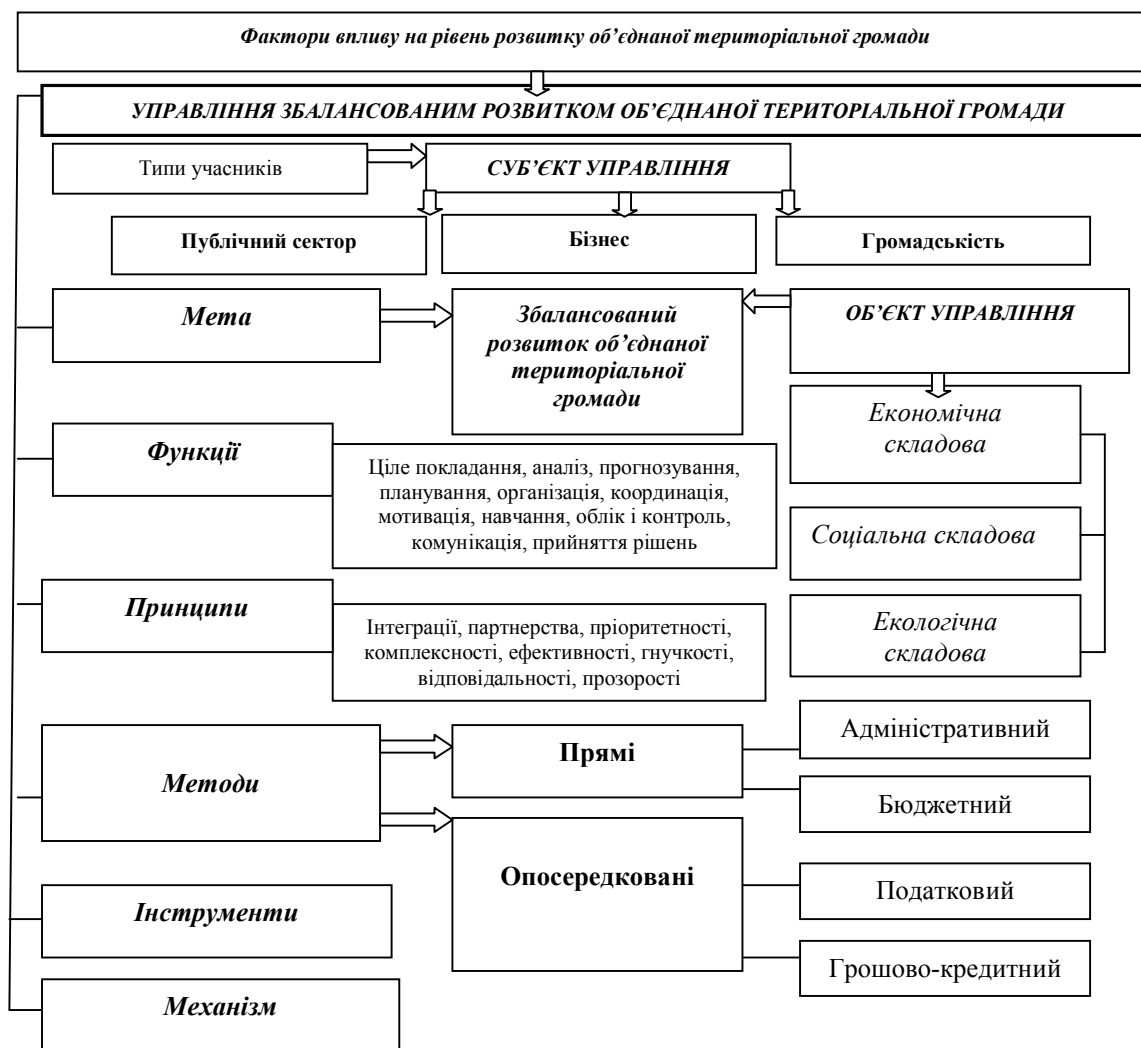 Фактори впливу на рівень розвитку об’єднаної територіальної громади
УПРАВЛІННЯ ЗБАЛАНСОВАНИМ РОЗВИТКОМ ОБ’ЄДНАНОЇ ТЕРИТОРІАЛЬНОЇ ГРОМАДИ
Типи учасників
СУБ’ЄКТ УПРАВЛІННЯ
Публічний сектор
Бізнес
Громадськість
Мета
Збалансований
розвиток об’єднаної
територіальної
громади
ОБ’ЄКТ УПРАВЛІННЯ
Економічна
складова
Функції
Ціле покладання, аналіз, прогнозування,
планування, організація, координація,
мотивація, навчання, облік і контроль,
комунікація, прийняття рішень
Соціальна складова
Принципи
Інтеграції, партнерства, пріоритетності,
комплексності, ефективності, гнучкості,
відповідальності, прозорості
Екологічна
складова
Методи
Прямі
Адміністративний
Бюджетний
Опосередковані
Податковий
Грошово-кредитний
Інструменти
Механізм